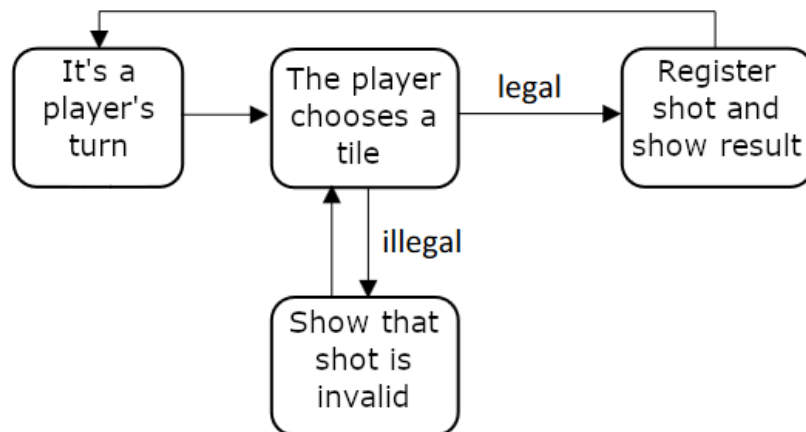 It's a
player's
turn
The player
chooses a
tile
legal
Register
shot and
show result
illegal
Show that
shot is
invalid